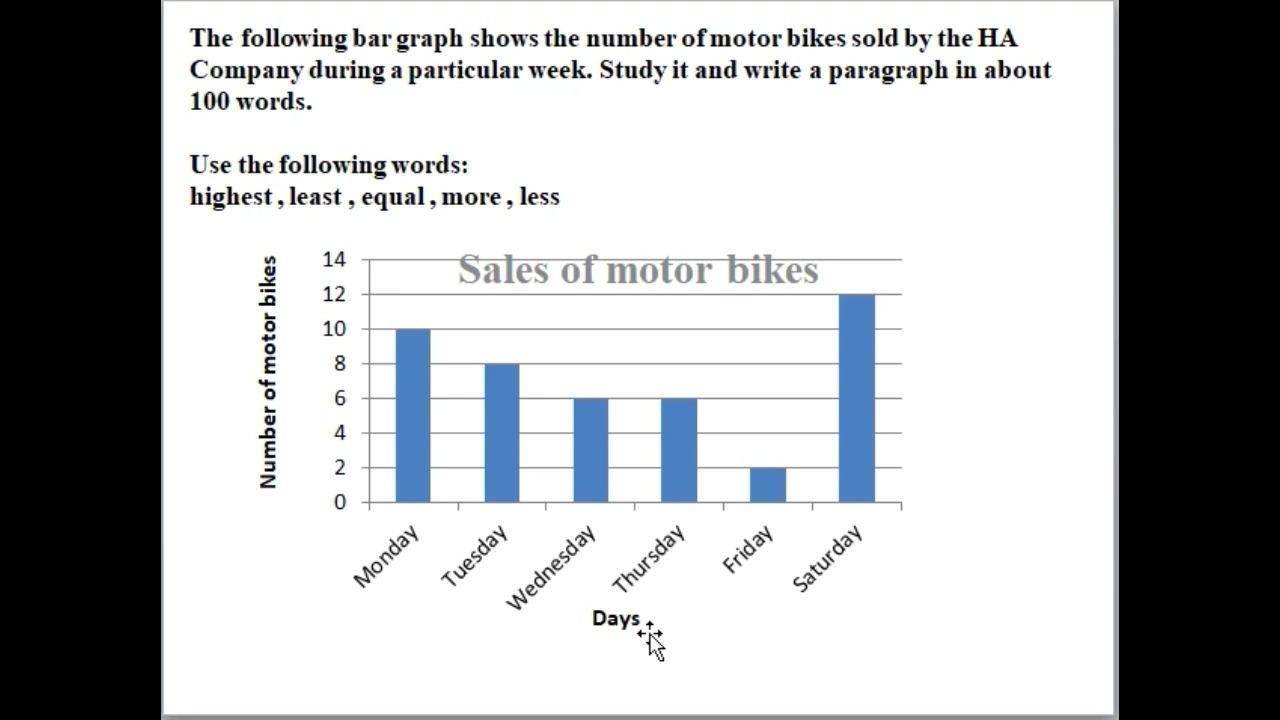 The following bar graph shows the number of motor bikes sold by the HA
Company during a particular week. Study it and write a paragraph in about
100 words.
Use the following words:
highest , least , equal , more , less
Sales of motor bikes
Number of motor bikes
14
12
10
8
6
4
2
0
Monday
Tuesday
Wednesday
Thursday
Friday
Saturday
Days